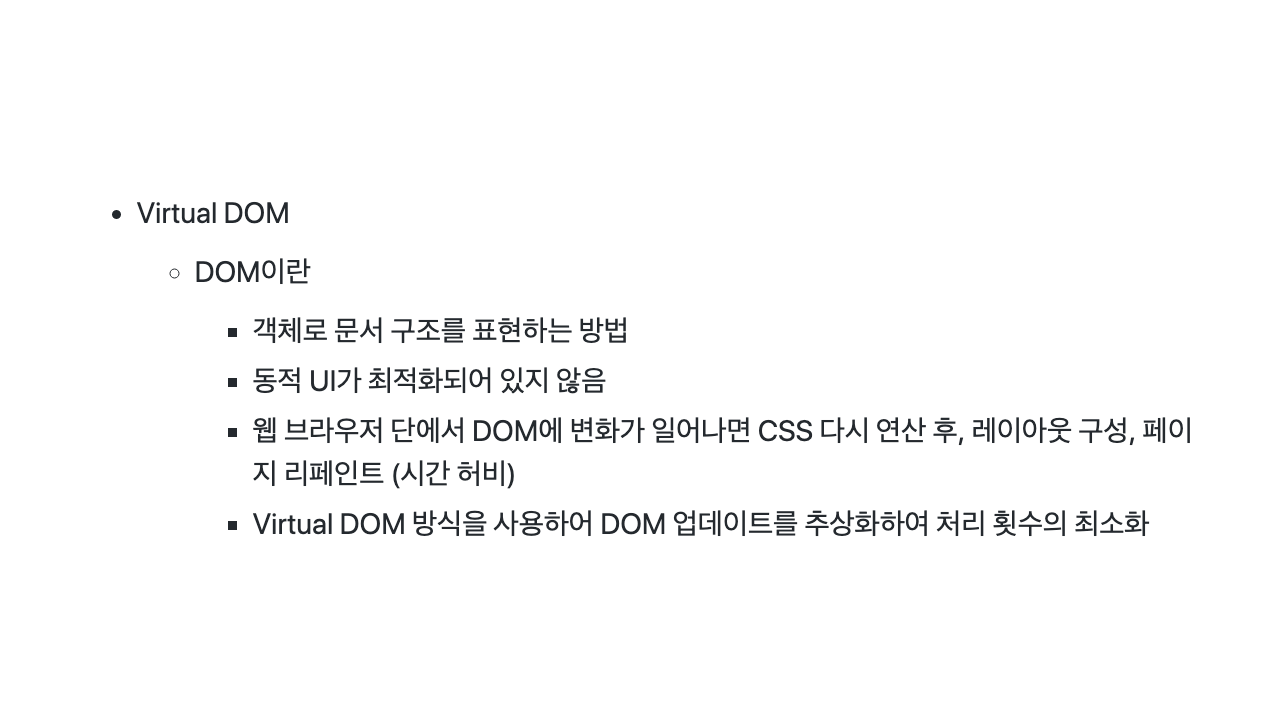 Virtual DOM
DOM이란
객체로 문서 구조를 표현하는 방법
동적 UI가 최적화되어 있지 않음
웹 브라우저 단에서 DOM에 변화가 일어나면 CSS 다시 연산 후, 레이아웃 구성, 페이
지 리페인트 (시간 허비)
Virtual DOM 방식을 사용하어 DOM 업데이트를 추상화하여 처리 횟수의 최소화